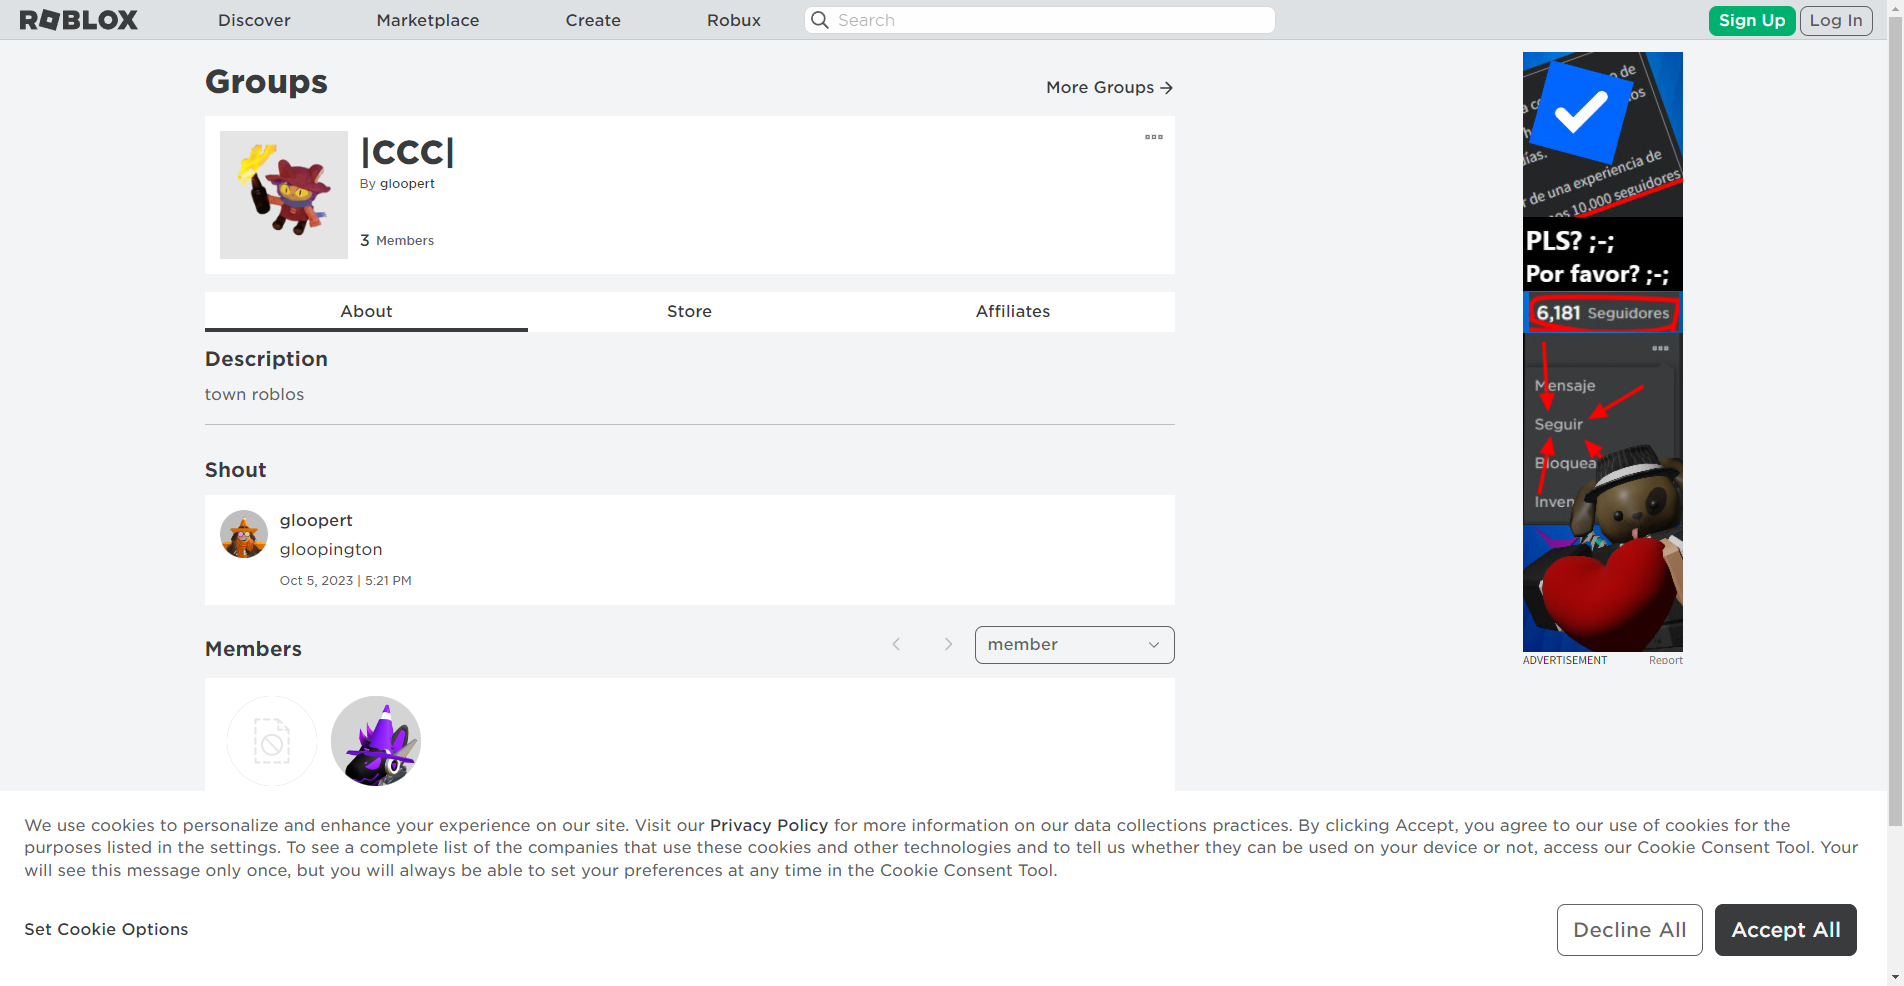 ROBLOX
Discover
Marketplace
Create
Robux
Search
Sign Up
Log In
Groups
More Groups
|CCC|
By gloopert
3 Members
About
Store
Affiliates
Description
town roblos
Shout
gloopert
gloopington
Oct 5, 2023 | 5:21 PM
Members
member
o de
os
ías.
r de una experiencia de
os 10,000 seguidores
PLS? ;-;
Por favor? ;-;
6,181 Seguidores
Mensaje
Seguir
Bloquea
Inven
ADVERTISEMENT
Report
We use cookies to personalize and enhance your experience on our site. Visit our Privacy Policy for more information on our data collections practices. By clicking Accept, you agree to our use of cookies for the
purposes listed in the settings. To see a complete list of the companies that use these cookies and other technologies and to tell us whether they can be used on your device or not, access our Cookie Consent Tool. Your
will see this message only once, but you will always be able to set your preferences at any time in the Cookie Consent Tool.
Set Cookie Options
Decline All
Accept All